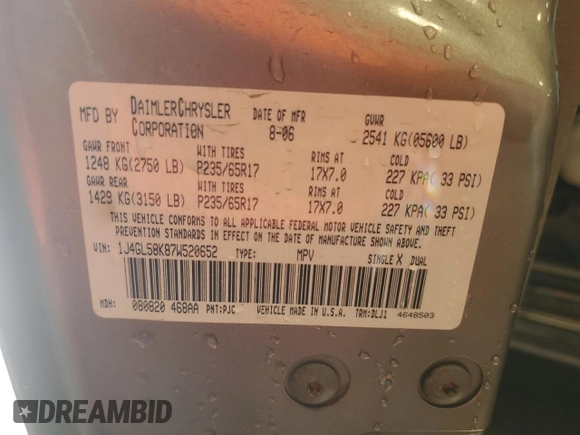 MFD BY DAIMLERCHRYSLER CORPORATION DATE OF MFR 8-06 GVWR 2541 KG(05600 LB)
GAWR FRONT WITH TIRES RIMS AT COLD
1248 KG(2750 LB) P235/65R17 17X7.0 227 KPA( 33 PSI)
GAWR REAR WITH TIRES RIMS AT COLD
1429 KG(3150 LB) P235/65R17 17X7.0 227 KPA( 33 PSI)
THIS VEHICLE CONFORMS TO ALL APPLICABLE FEDERAL MOTOR VEHICLE SAFETY AND THEFT
PREVENTION STANDARDS IN EFFECT ON THE DATE OF MANUFACTURE SHOWN ABOVE.
VIN: 1J4GL58K87W520652 TYPE: MPV SINGLE X DUAL
MDH: 080820 468AA PNT:PJC VEHICLE MADE IN U.S.A. TRM:DLJ1 4648503
DREAMBID